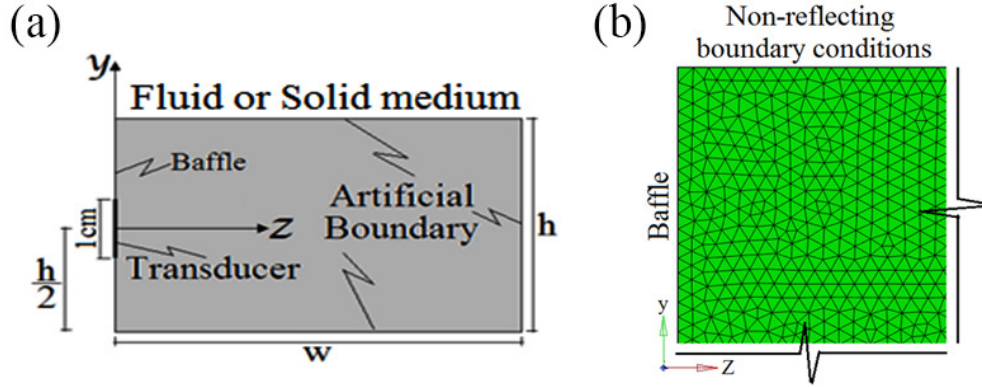 (a)
y
Fluid or Solid medium
Baffle
Artificial
Boundary
1cm
z
h
Transducer
h
2
w
(b)
Non-reflecting
boundary conditions
Baffle
y
Z